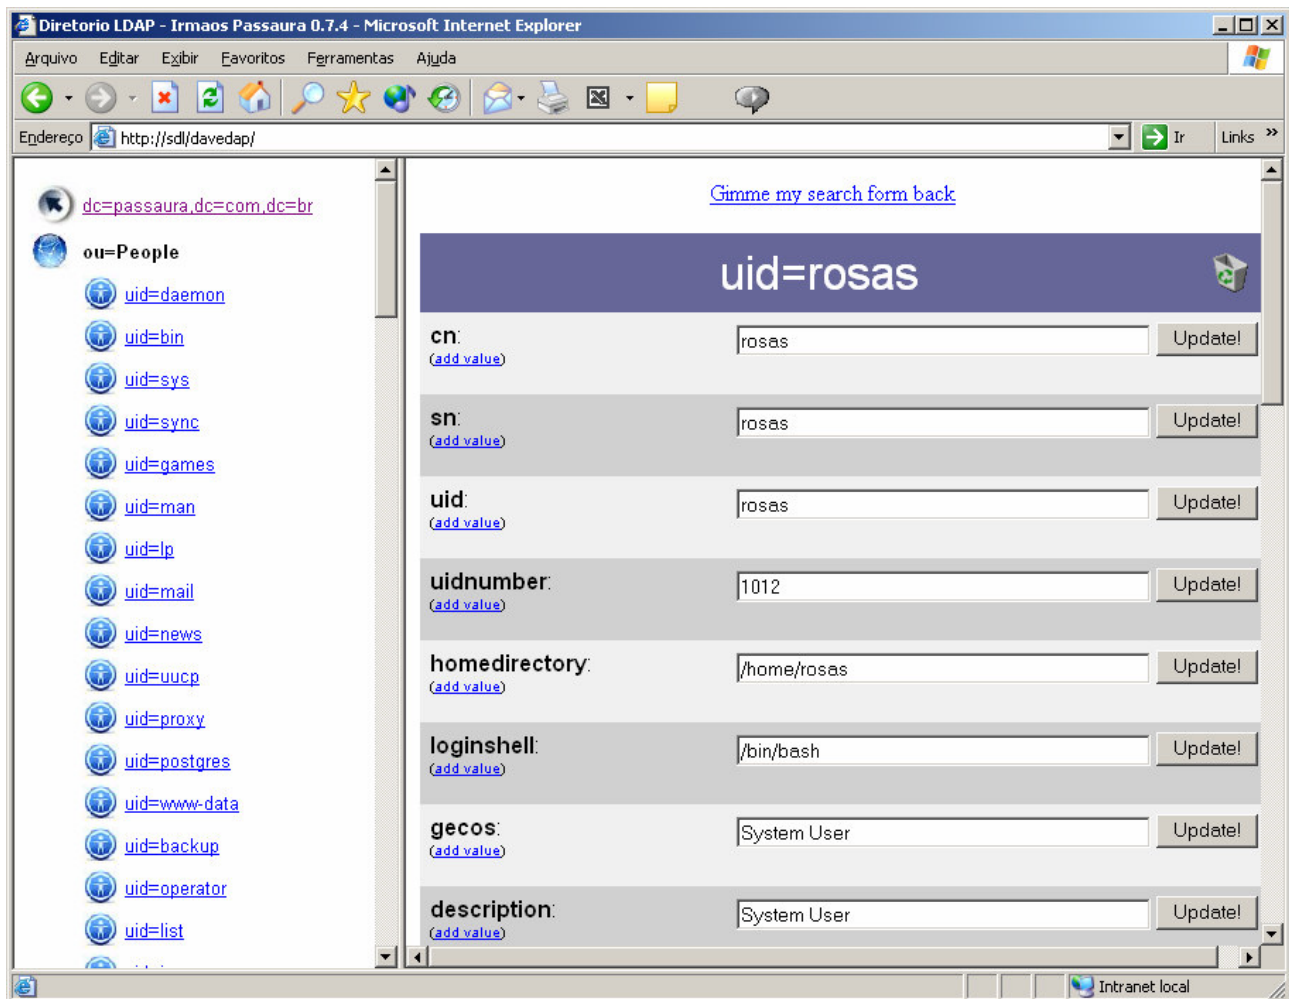 Diretorio LDAP - Irmaos Passaura 0.7.4 - Microsoft Internet Explorer
Arquivo Editar Exibir Favoritos Ferramentas Ajuda
Endereço http://sdl/davedap/ Ir Links »
dc=passaura,dc=com,dc=br
ou=People
uid=daemon
uid=bin
uid=sys
uid=sync
uid=games
uid=man
uid=lp
uid=mail
uid=news
uid=uucp
uid=proxy
uid=postgres
uid=www-data
uid=backup
uid=operator
uid=list
Gimme my search form back
uid=rosas
cn: rosas Update!
(add value)
sn: rosas Update!
(add value)
uid: rosas Update!
(add value)
uidnumber: 1012 Update!
(add value)
homedirectory: /home/rosas Update!
(add value)
loginshell: /bin/bash Update!
(add value)
gecos: System User Update!
(add value)
description: System User Update!
(add value)
Intranet local